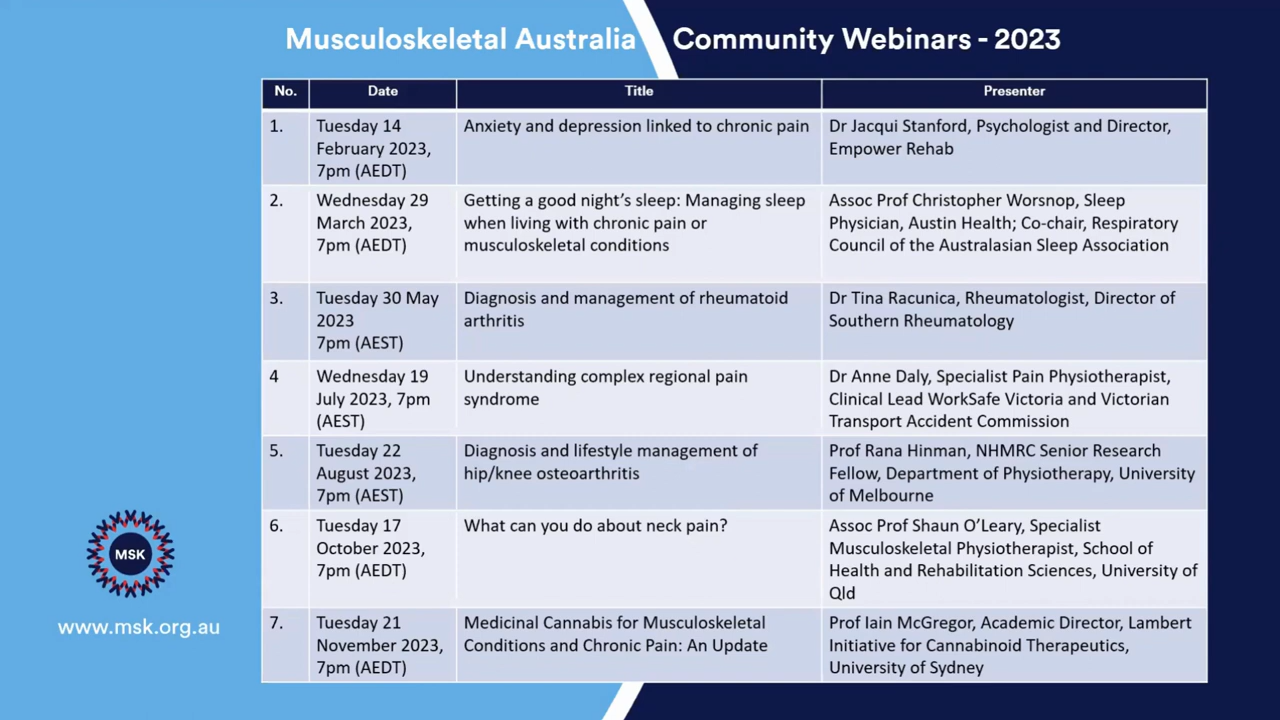 Musculoskeletal Australia Community Webinars - 2023
No. Date Title Presenter
1. Tuesday 14 Anxiety and depression linked to chronic pain Dr Jacqui Stanford, Psychologist and Director,
February 2023, Empower Rehab
7pm (AEDT)
2. Wednesday 29 Getting a good night's sleep: Managing sleep Assoc Prof Christopher Worsnop, Sleep
March 2023, when living with chronic pain or Physician, Austin Health; Co-chair, Respiratory
7pm (AEDT) musculoskeletal conditions Council of the Australasian Sleep Association
3. Tuesday 30 May Diagnosis and management of rheumatoid Dr Tina Racunica, Rheumatologist, Director of
2023 arthritis Southern Rheumatology
7pm (AEST)
4 Wednesday 19 Understanding complex regional pain Dr Anne Daly, Specialist Pain Physiotherapist,
July 2023, 7pm syndrome Clinical Lead WorkSafe Victoria and Victorian
(AEST) Transport Accident Commission
5. Tuesday 22 Diagnosis and lifestyle management of Prof Rana Hinman, NHMRC Senior Research
August 2023, hip/knee osteoarthritis Fellow, Department of Physiotherapy, University
7pm (AEST) of Melbourne
6. Tuesday 17 What can you do about neck pain? Assoc Prof Shaun O'Leary, Specialist
October 2023, Musculoskeletal Physiotherapist, School of
7pm (AEDT) Health and Rehabilitation Sciences, University of
Qld
7. Tuesday 21 Medicinal Cannabis for Musculoskeletal Prof Iain McGregor, Academic Director, Lambert
November 2023, Conditions and Chronic Pain: An Update Initiative for Cannabinoid Therapeutics,
7pm (AEDT) University of Sydney
MSK
www.msk.org.au